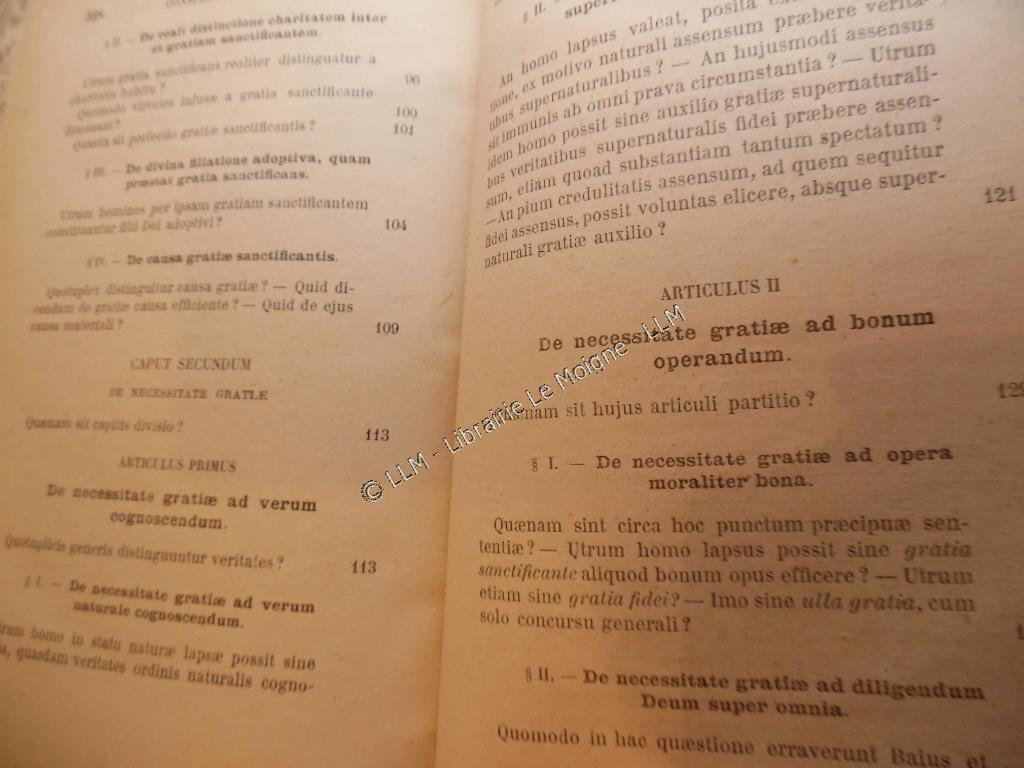 § II. — De reali distinctione charitatem inter
et gratiam sanctificantem.
Utrum gratia sanctificans realiter distinguatur a
charitatis habitu ? 96
Quomodo virtutes infusæ a gratia sanctificante
dimanant ? 100
Quanta sit perfectio gratiæ sanctificantis ? 101
§ III. — De divina filiatione adoptiva, quam
præstat gratia sanctificans.
Utrum homines per ipsam gratiam sanctificantem
constituantur filii Dei adoptivi ? 104
§ IV. — De causa gratiæ sanctificantis.
Quotuplex distinguitur causa gratiæ ? — Quid di-
cendum de gratiæ causa efficiente ? — Quid de ejus
causa materiali ? 109
CAPUT SECUNDUM
DE NECESSITATE GRATIÆ
Quænam sit capitis divisio ? 113
ARTICULUS PRIMUS
De necessitate gratiæ ad verum
cognoscendum.
Quotuplicis generis distinguuntur veritates ? 113
§ I. — De necessitate gratiæ ad verum
naturale cognoscendum.
homo in statu naturæ lapsæ possit sine
quasdam veritates ordinis naturalis cogno-
§ II.
An homo lapsus valeat, posita
tione, ex motivo naturali assensum præbere verita-
tibus supernaturalibus ? — An hujusmodi assensus
sit immunis ab omni prava circumstantia ? — Utrum
idem homo possit sine auxilio gratiæ supernaturali-
bus veritatibus supernaturalis fidei præbere assen-
sum, etiam quoad substantiam tantum spectatum ?
— An pium credulitatis assensum, ad quem sequitur
fidei assensus, possit voluntas elicere, absque super-
naturali gratiæ auxilio ? 121
ARTICULUS II
De necessitate gratiæ ad bonum
operandum.
Quænam sit hujus articuli partitio ?
§ I. — De necessitate gratiæ ad opera
moraliter bona.
Quænam sint circa hoc punctum præcipuæ sen-
tentiæ ? — Utrum homo lapsus possit sine gratia
sanctificante aliquod bonum opus efficere ? — Utrum
etiam sine gratia fidei ? — Imo sine ulla gratia, cum
solo concursu generali ?
§ II. — De necessitate gratiæ ad diligendum
Deum super omnia.
Quomodo in hac quæstione erraverunt Baius et
© LLM - Librairie Le Moigne - LLM